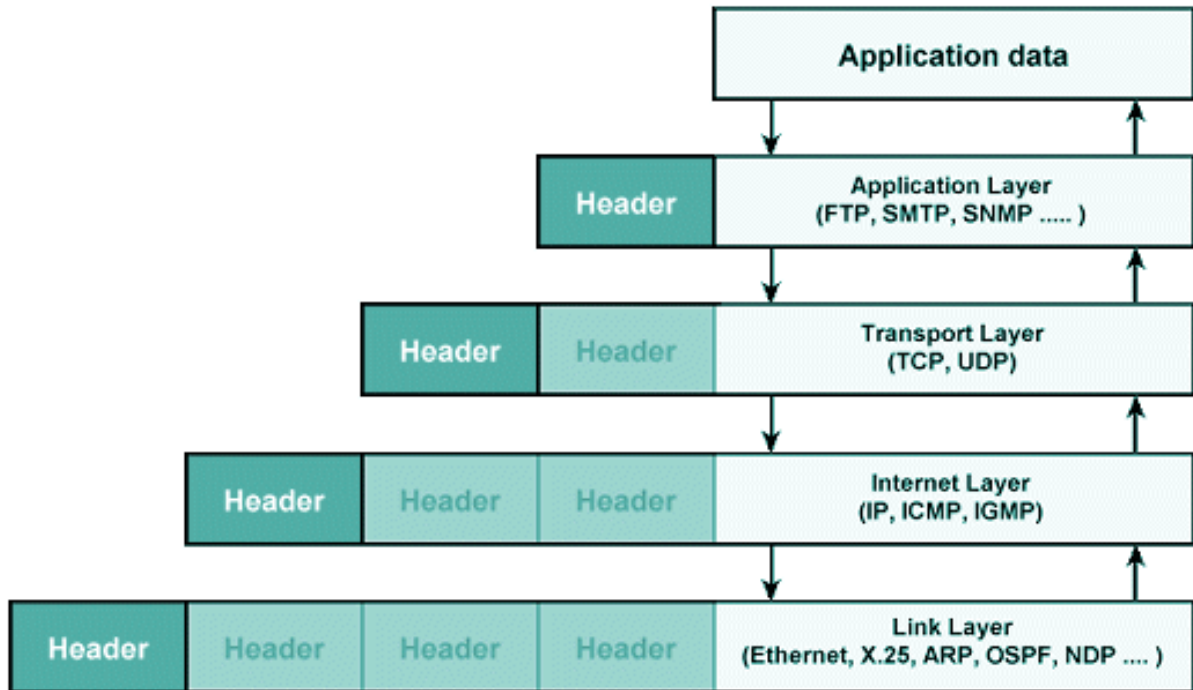 Application data
Header
Application Layer
(FTP, SMTP, SNMP ..... )
Header
Header
Transport Layer
(TCP, UDP)
Header
Header
Header
Internet Layer
(IP, ICMP, IGMP)
Header
Header
Header
Header
Link Layer
(Ethernet, X.25, ARP, OSPF, NDP .... )